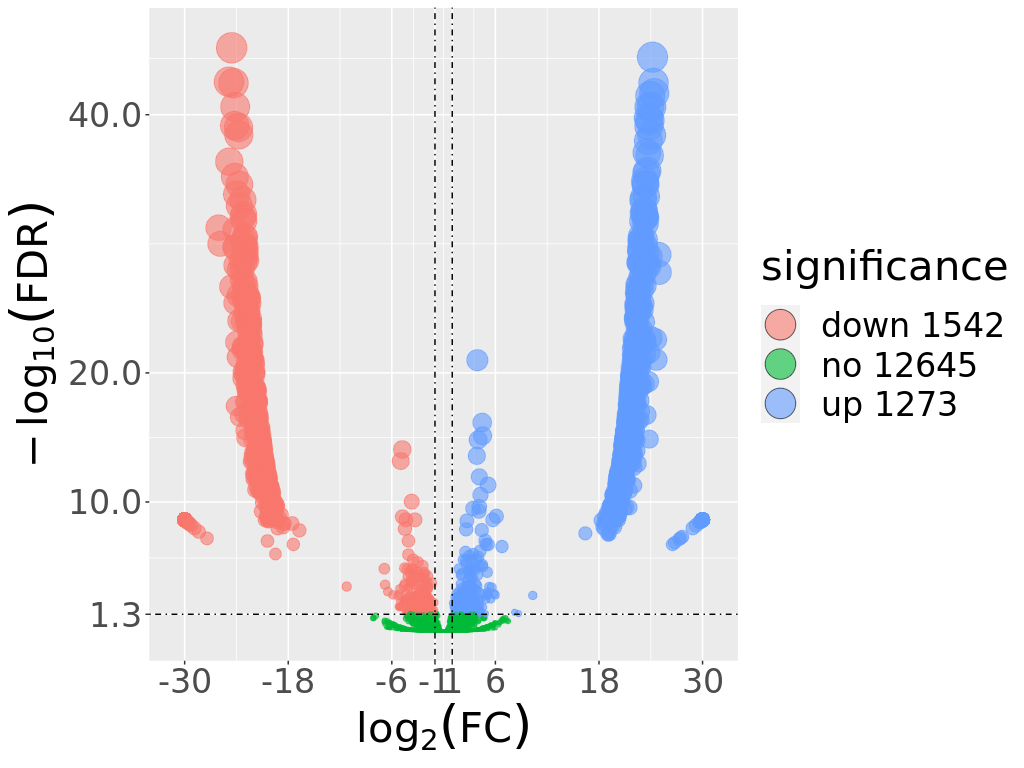 40.0
20.0
10.0
1.3
−log₁₀(FDR)
-30 -18 -6 -1 1 6 18 30
log₂(FC)
significance
down 1542
no 12645
up 1273